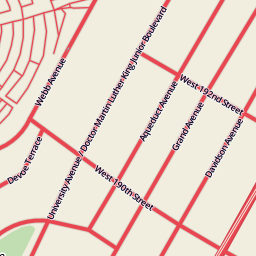 Webb Avenue
University Avenue / Doctor Martin Luther King Junior Boulevard
West 192nd Street
Aqueduct Avenue
Grand Avenue
Davidson Avenue
Devoe Terrace
West 190th Street